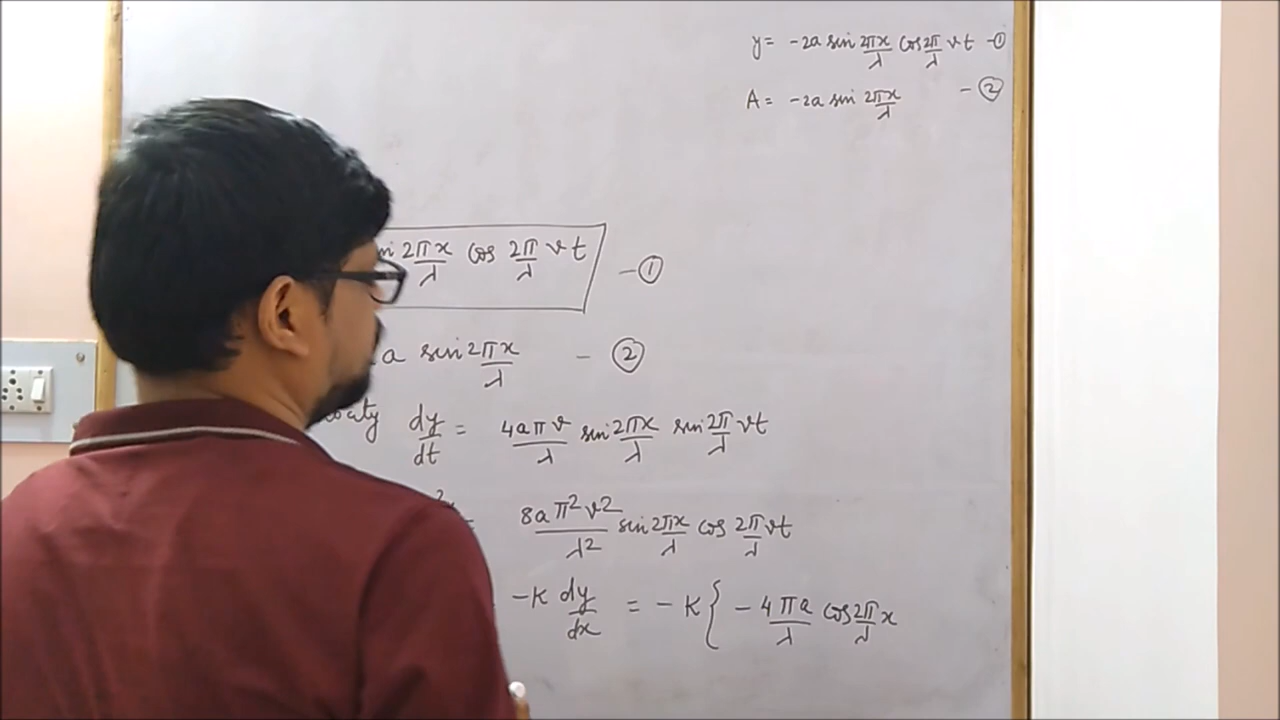 y = -2a sin 2πx/λ cos 2π/λ vt -①
A = -2a sin 2πx/λ - ②
2πx/λ cos 2π/λ vt -①
a sin 2πx/λ - ②
dy/dt = 4aπv/λ sin 2πx/λ sin 2π/λ vt
8aπ²v²/λ² sin 2πx/λ cos 2π/λ vt
-K dy/dx = -K { -4πa/λ cos 2π/λ x